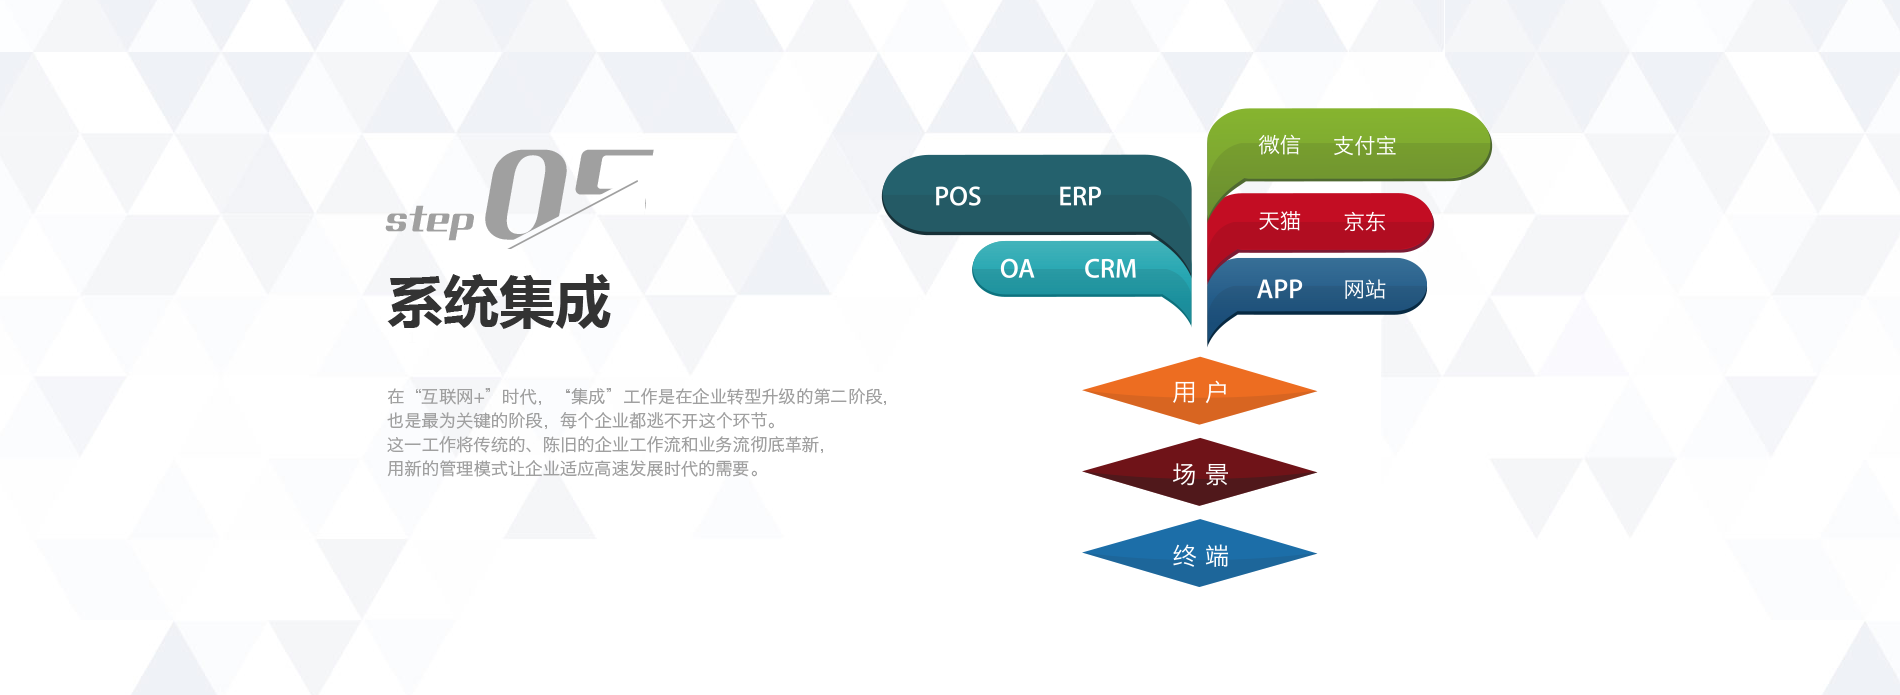 step 05
系统集成
在“互联网+”时代，“集成”工作是在企业转型升级的第二阶段，
也是最为关键的阶段，每个企业都逃不开这个环节。
这一工作将传统的、陈旧的企业工作流和业务流彻底革新，
用新的管理模式让企业适应高速发展时代的需要。
微信 支付宝
POS ERP
天猫 京东
OA CRM
APP 网站
用户
场景
终端